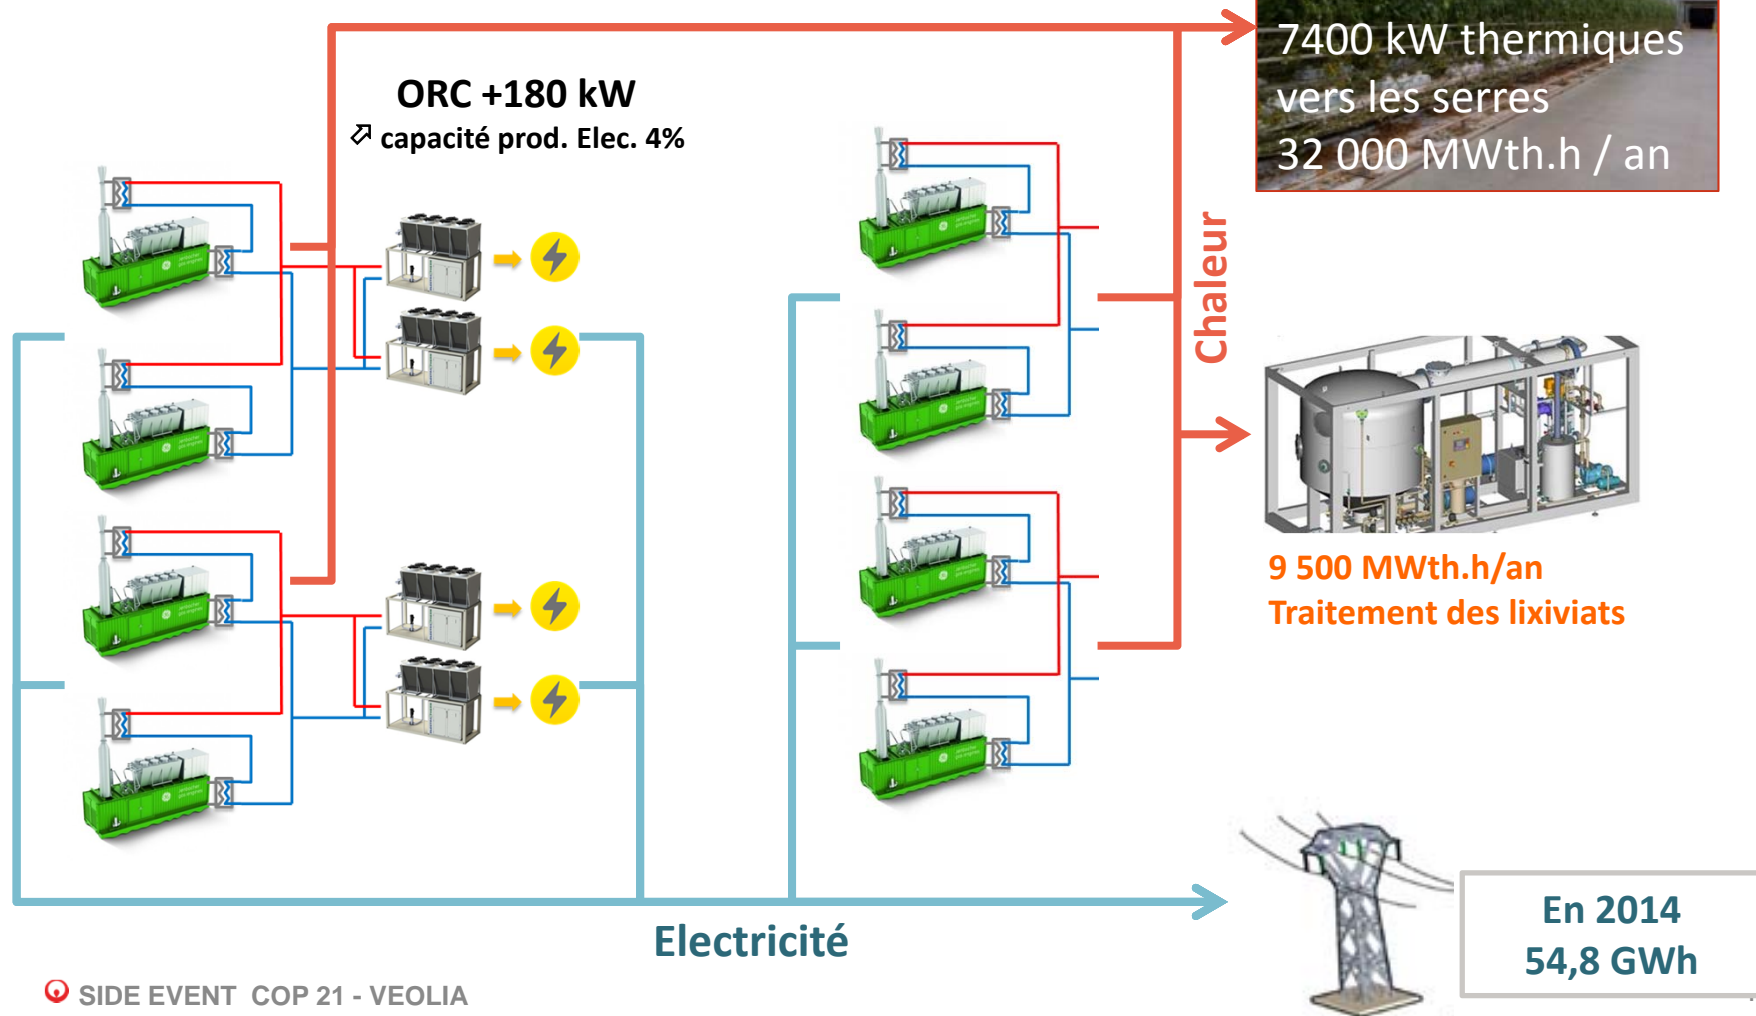 7400 kW thermiques
vers les serres
32 000 MWth.h / an
ORC +180 kW
⬀ capacité prod. Elec. 4%
Chaleur
9 500 MWth.h/an
Traitement des lixiviats
Electricité
En 2014
54,8 GWh
SIDE EVENT COP 21 - VEOLIA